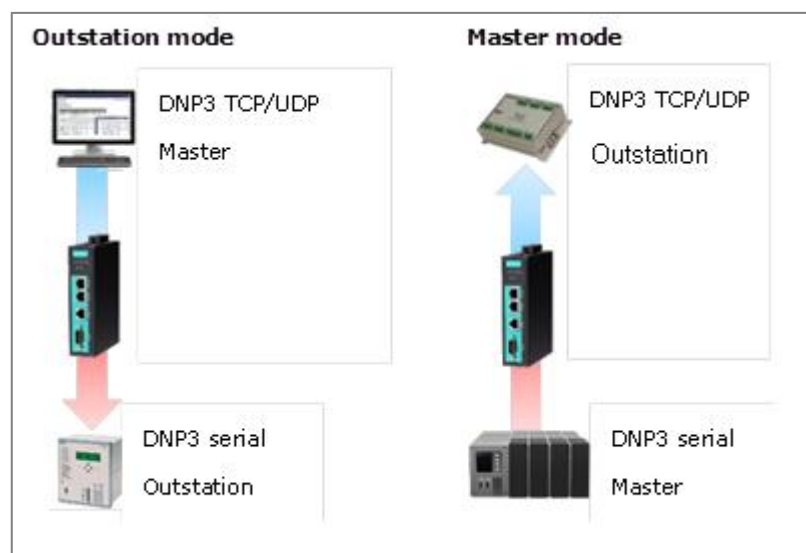 Outstation mode
DNP3 TCP/UDP
Master
DNP3 serial
Outstation
Master mode
DNP3 TCP/UDP
Outstation
DNP3 serial
Master